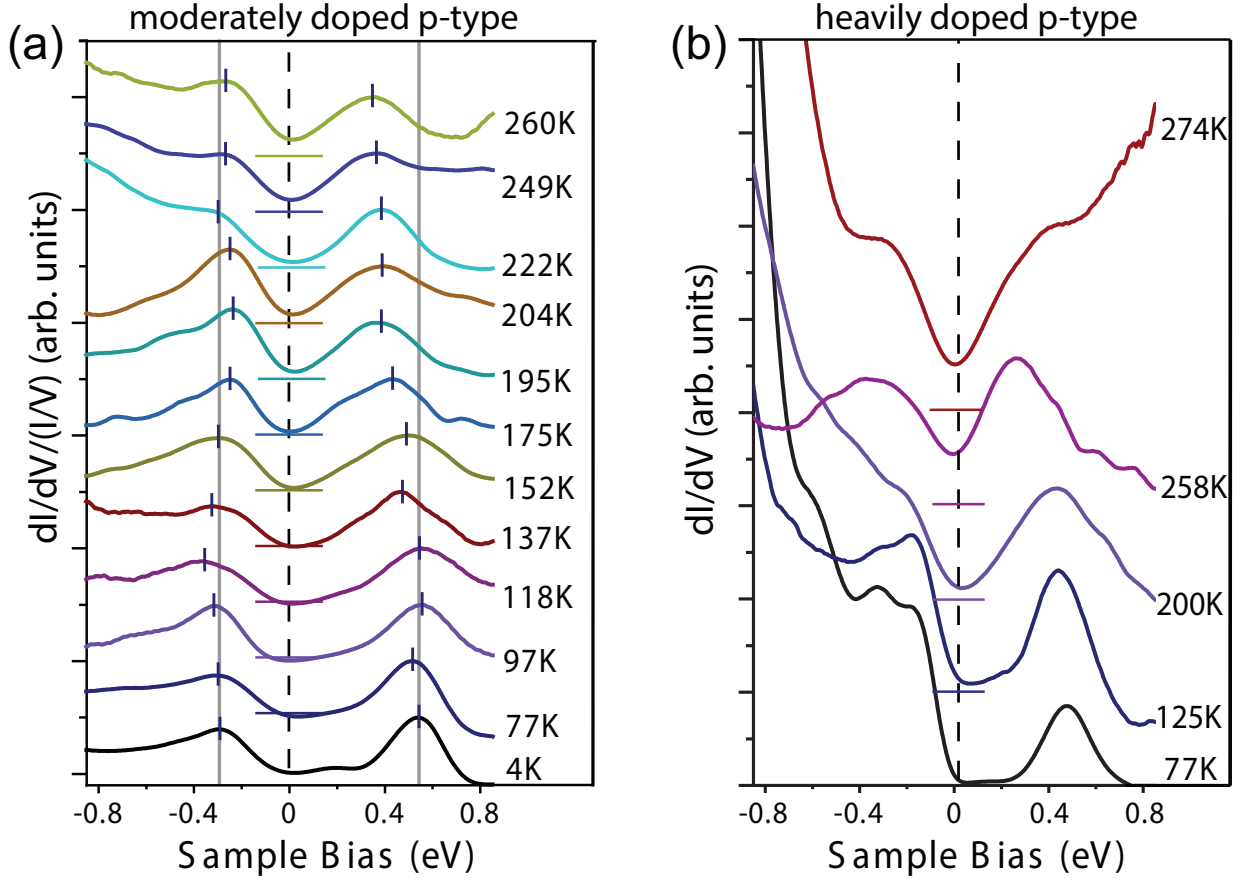 moderately doped p-type
(a)
dI/dV/(I/V) (arb. units)
260K
249K
222K
204K
195K
175K
152K
137K
118K
97K
77K
4K
-0.8 -0.4 0 0.4 0.8
Sample Bias (eV)
heavily doped p-type
(b)
dI/dV (arb. units)
274K
258K
200K
125K
77K
-0.8 -0.4 0 0.4 0.8
Sample Bias (eV)